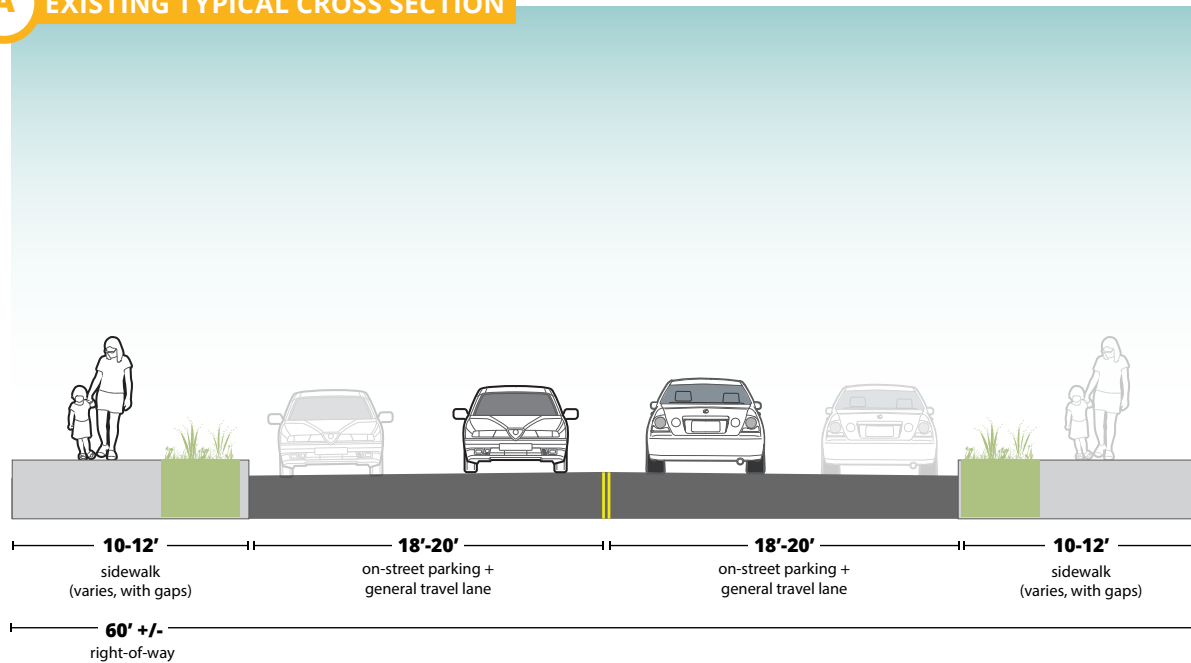 A EXISTING TYPICAL CROSS SECTION
10-12’ 18’-20’ 18’-20’ 10-12’
sidewalk
(varies, with gaps)
on-street parking +
general travel lane
on-street parking +
general travel lane
sidewalk
(varies, with gaps)
60’ +/-
right-of-way